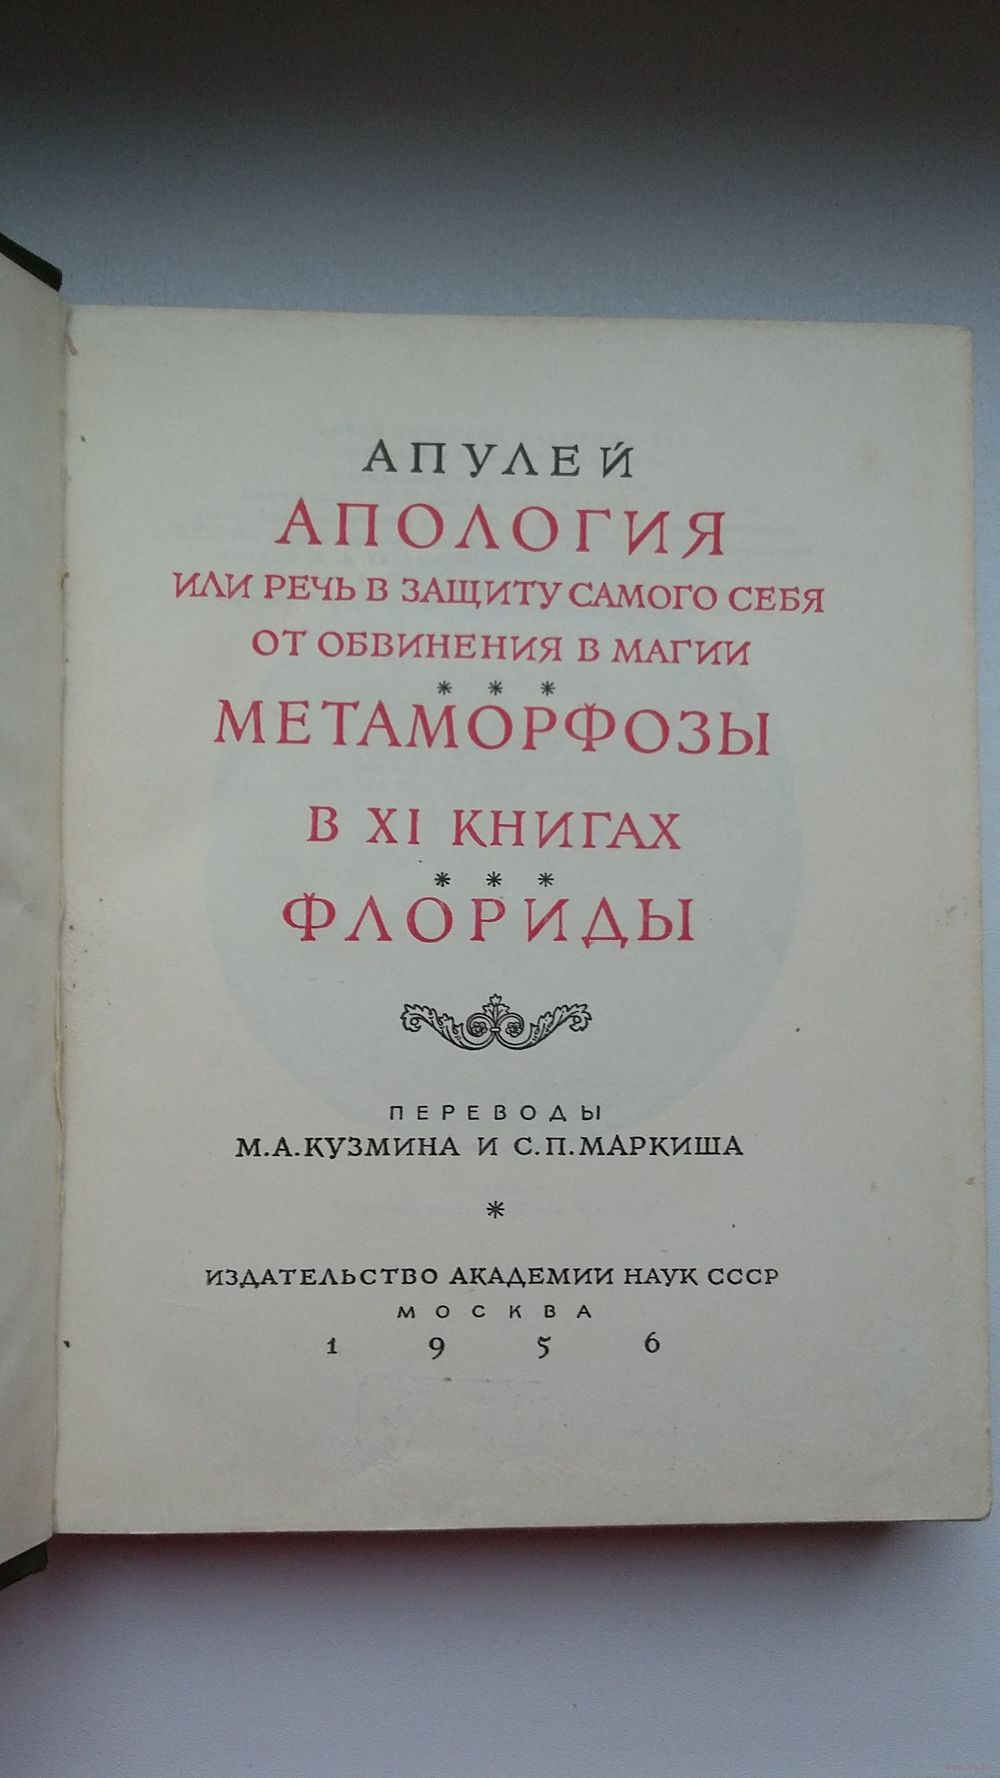 АПУЛЕЙ
АПОЛОГИЯ
ИЛИ РЕЧЬ В ЗАЩИТУ САМОГО СЕБЯ
ОТ ОБВИНЕНИЯ В МАГИИ
* * *
МЕТАМОРФОЗЫ
В XI КНИГАХ
* * *
ФЛОРИДЫ
ПЕРЕВОДЫ
М.А.КУЗМИНА И С.П.МАРКИША
*
ИЗДАТЕЛЬСТВО АКАДЕМИИ НАУК СССР
МОСКВА
1956